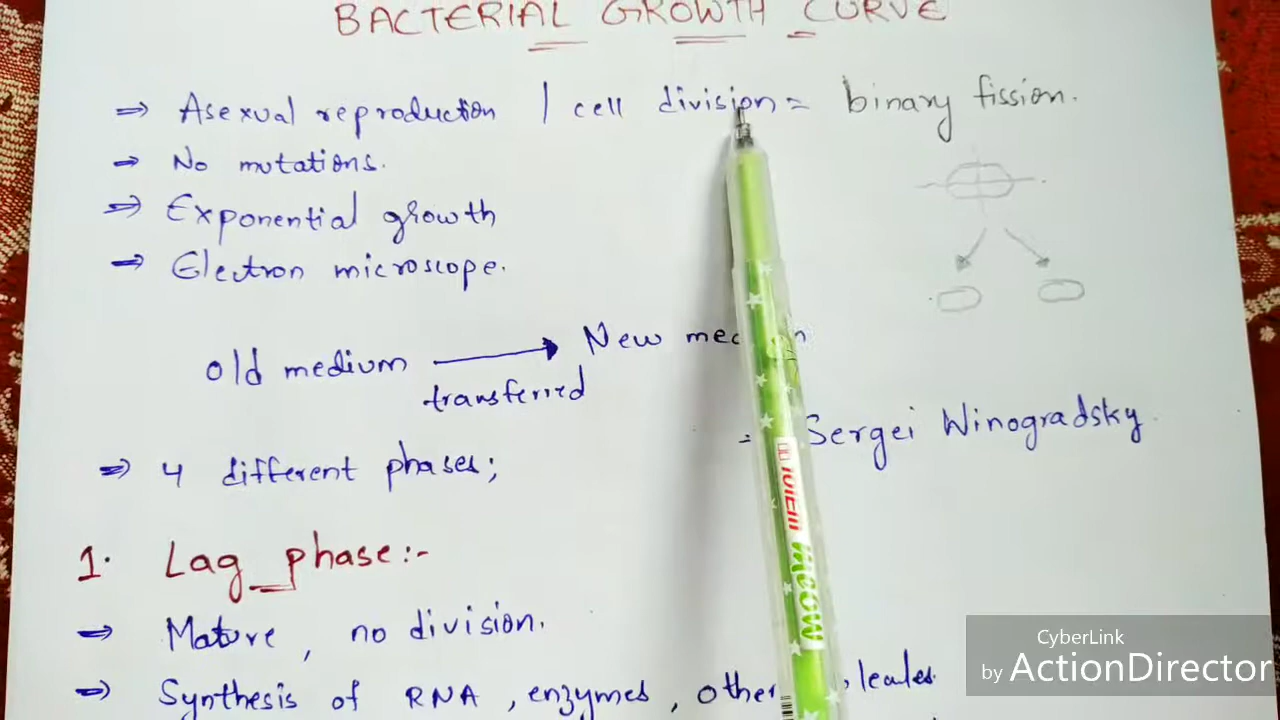 BACTERIAL GROWTH CURVE
⇒ Asexual reproduction / cell division = binary fission.
⇒ No mutations.
⇒ Exponential growth
⇒ Electron microscope.
old medium → New
transferred
= Sergei Winogradsky
⇒ 4 different phases;
1. Lag phase:-
⇒ Mature, no division.
⇒ Synthesis of RNA, enzymes, other
CyberLink
by ActionDirector